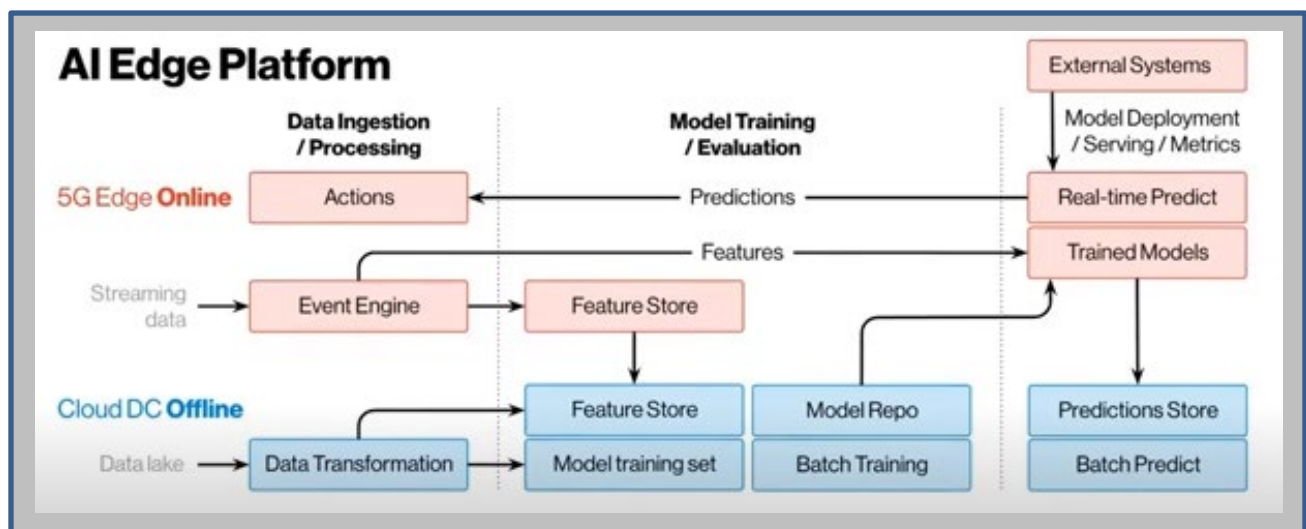 AI Edge Platform
External Systems
Data Ingestion
/ Processing
Model Training
/ Evaluation
Model Deployment
/ Serving / Metrics
5G Edge Online
Actions
Predictions
Real-time Predict
Features
Trained Models
Streaming
data
Event Engine
Feature Store
Cloud DC Offline
Feature Store
Model Repo
Predictions Store
Data lake
Data Transformation
Model training set
Batch Training
Batch Predict